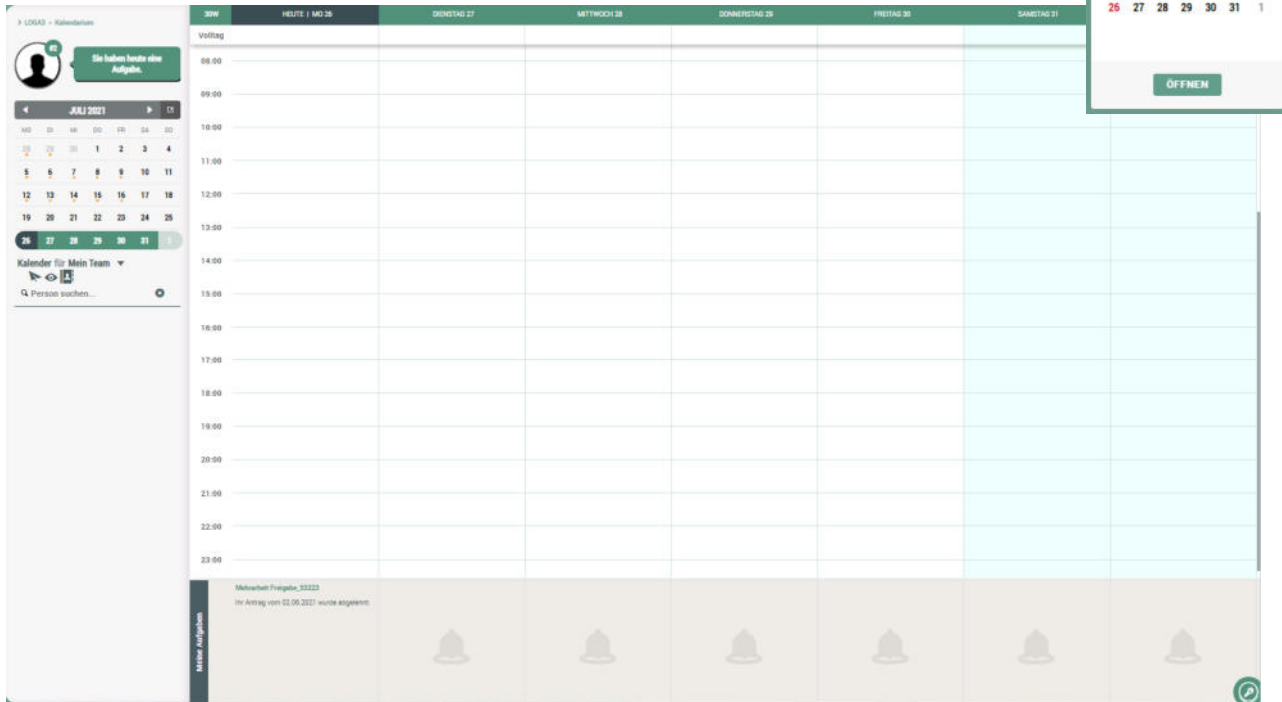 > LOGA3 > Kalendarium
#2
Sie haben heute eine
Aufgabe.
JULI 2021
MO DI MI DO FR SA SO
28 29 30 1 2 3 4
5 6 7 8 9 10 11
12 13 14 15 16 17 18
19 20 21 22 23 24 25
26 27 28 29 30 31 1
Kalender für Mein Team
Person suchen...
30W HEUTE | MO 26 DIENSTAG 27 MITTWOCH 28 DONNERSTAG 29 FREITAG 30 SAMSTAG 31
Volltag
08:00
09:00
10:00
11:00
12:00
13:00
14:00
15:00
16:00
17:00
18:00
19:00
20:00
21:00
22:00
23:00
Meine Aufgaben
Mehrarbeit Freigabe_53223
Ihr Antrag vom 02.06.2021 wurde abgelehnt.
26 27 28 29 30 31 1
ÖFFNEN